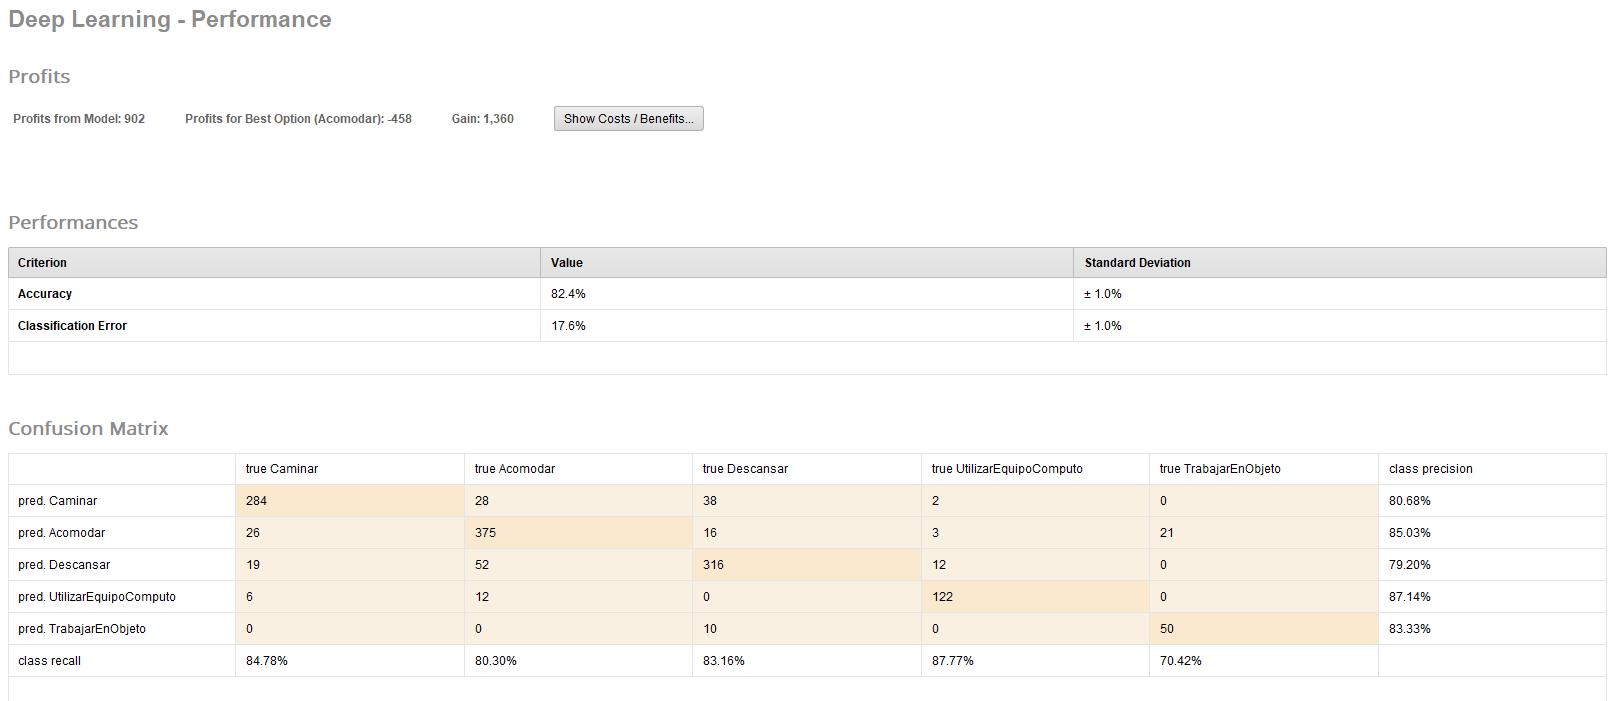 Deep Learning - Performance
Profits
Profits from Model: 902 Profits for Best Option (Acomodar): -458 Gain: 1,360 Show Costs / Benefits...
Performances
Criterion Value Standard Deviation
Accuracy 82.4% ± 1.0%
Classification Error 17.6% ± 1.0%
Confusion Matrix
true Caminar true Acomodar true Descansar true UtilizarEquipoComputo true TrabajarEnObjeto class precision
pred. Caminar 284 28 38 2 0 80.68%
pred. Acomodar 26 375 16 3 21 85.03%
pred. Descansar 19 52 316 12 0 79.20%
pred. UtilizarEquipoComputo 6 12 0 122 0 87.14%
pred. TrabajarEnObjeto 0 0 10 0 50 83.33%
class recall 84.78% 80.30% 83.16% 87.77% 70.42%